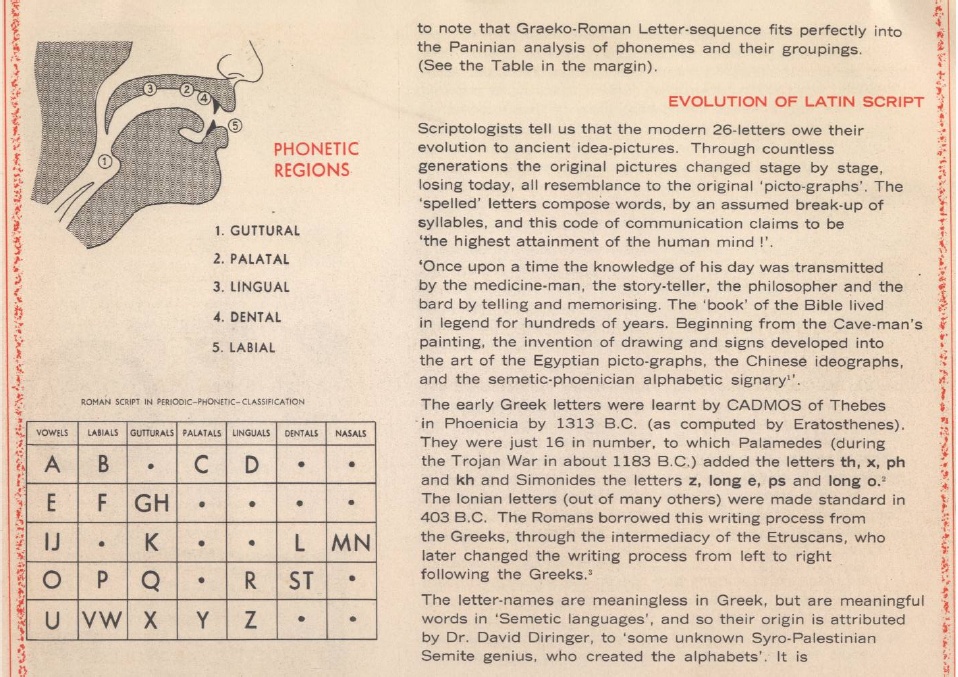 3
2
4
5
1
PHONETIC
REGIONS
1. GUTTURAL
2. PALATAL
3. LINGUAL
4. DENTAL
5. LABIAL
ROMAN SCRIPT IN PERIODIC-PHONETIC-CLASSIFICATION
VOWELS LABIALS GUTTURALS PALATALS LINGUALS DENTALS NASALS
A B • C D • •
E F GH • • • •
IJ • K • • L MN
O P Q • R ST •
U VW X Y Z • •
to note that Graeko-Roman Letter-sequence fits perfectly into
the Paninian analysis of phonemes and their groupings.
(See the Table in the margin).
EVOLUTION OF LATIN SCRIPT
Scriptologists tell us that the modern 26-letters owe their
evolution to ancient idea-pictures. Through countless
generations the original pictures changed stage by stage,
losing today, all resemblance to the original 'picto-graphs'. The
'spelled' letters compose words, by an assumed break-up of
syllables, and this code of communication claims to be
'the highest attainment of the human mind !'.
'Once upon a time the knowledge of his day was transmitted
by the medicine-man, the story-teller, the philosopher and the
bard by telling and memorising. The 'book' of the Bible lived
in legend for hundreds of years. Beginning from the Cave-man's
painting, the invention of drawing and signs developed into
the art of the Egyptian picto-graphs, the Chinese ideographs,
and the semetic-phoenician alphabetic signary¹'.
The early Greek letters were learnt by CADMOS of Thebes
in Phoenicia by 1313 B.C. (as computed by Eratosthenes).
They were just 16 in number, to which Palamedes (during
the Trojan War in about 1183 B.C.) added the letters th, x, ph
and kh and Simonides the letters z, long e, ps and long o.²
The Ionian letters (out of many others) were made standard in
403 B.C. The Romans borrowed this writing process from
the Greeks, through the intermediacy of the Etruscans, who
later changed the writing process from left to right
following the Greeks.³
The letter-names are meaningless in Greek, but are meaningful
words in 'Semetic languages', and so their origin is attributed
by Dr. David Diringer, to 'some unknown Syro-Palestinian
Semite genius, who created the alphabets'. It is